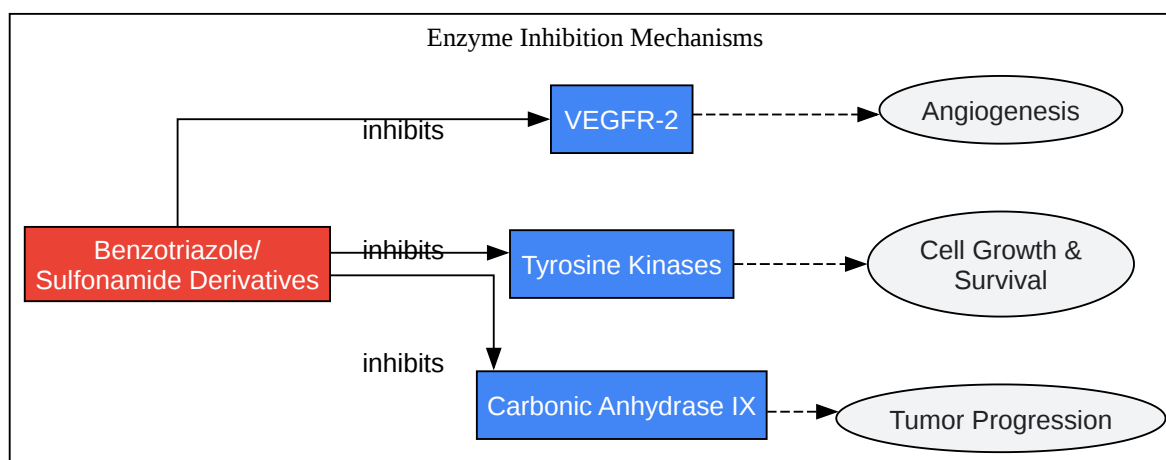 Enzyme Inhibition Mechanisms
inhibits
VEGFR-2
Angiogenesis
Benzotriazole/
Sulfonamide Derivatives
inhibits
Tyrosine Kinases
Cell Growth &
Survival
inhibits
Carbonic Anhydrase IX
Tumor Progression